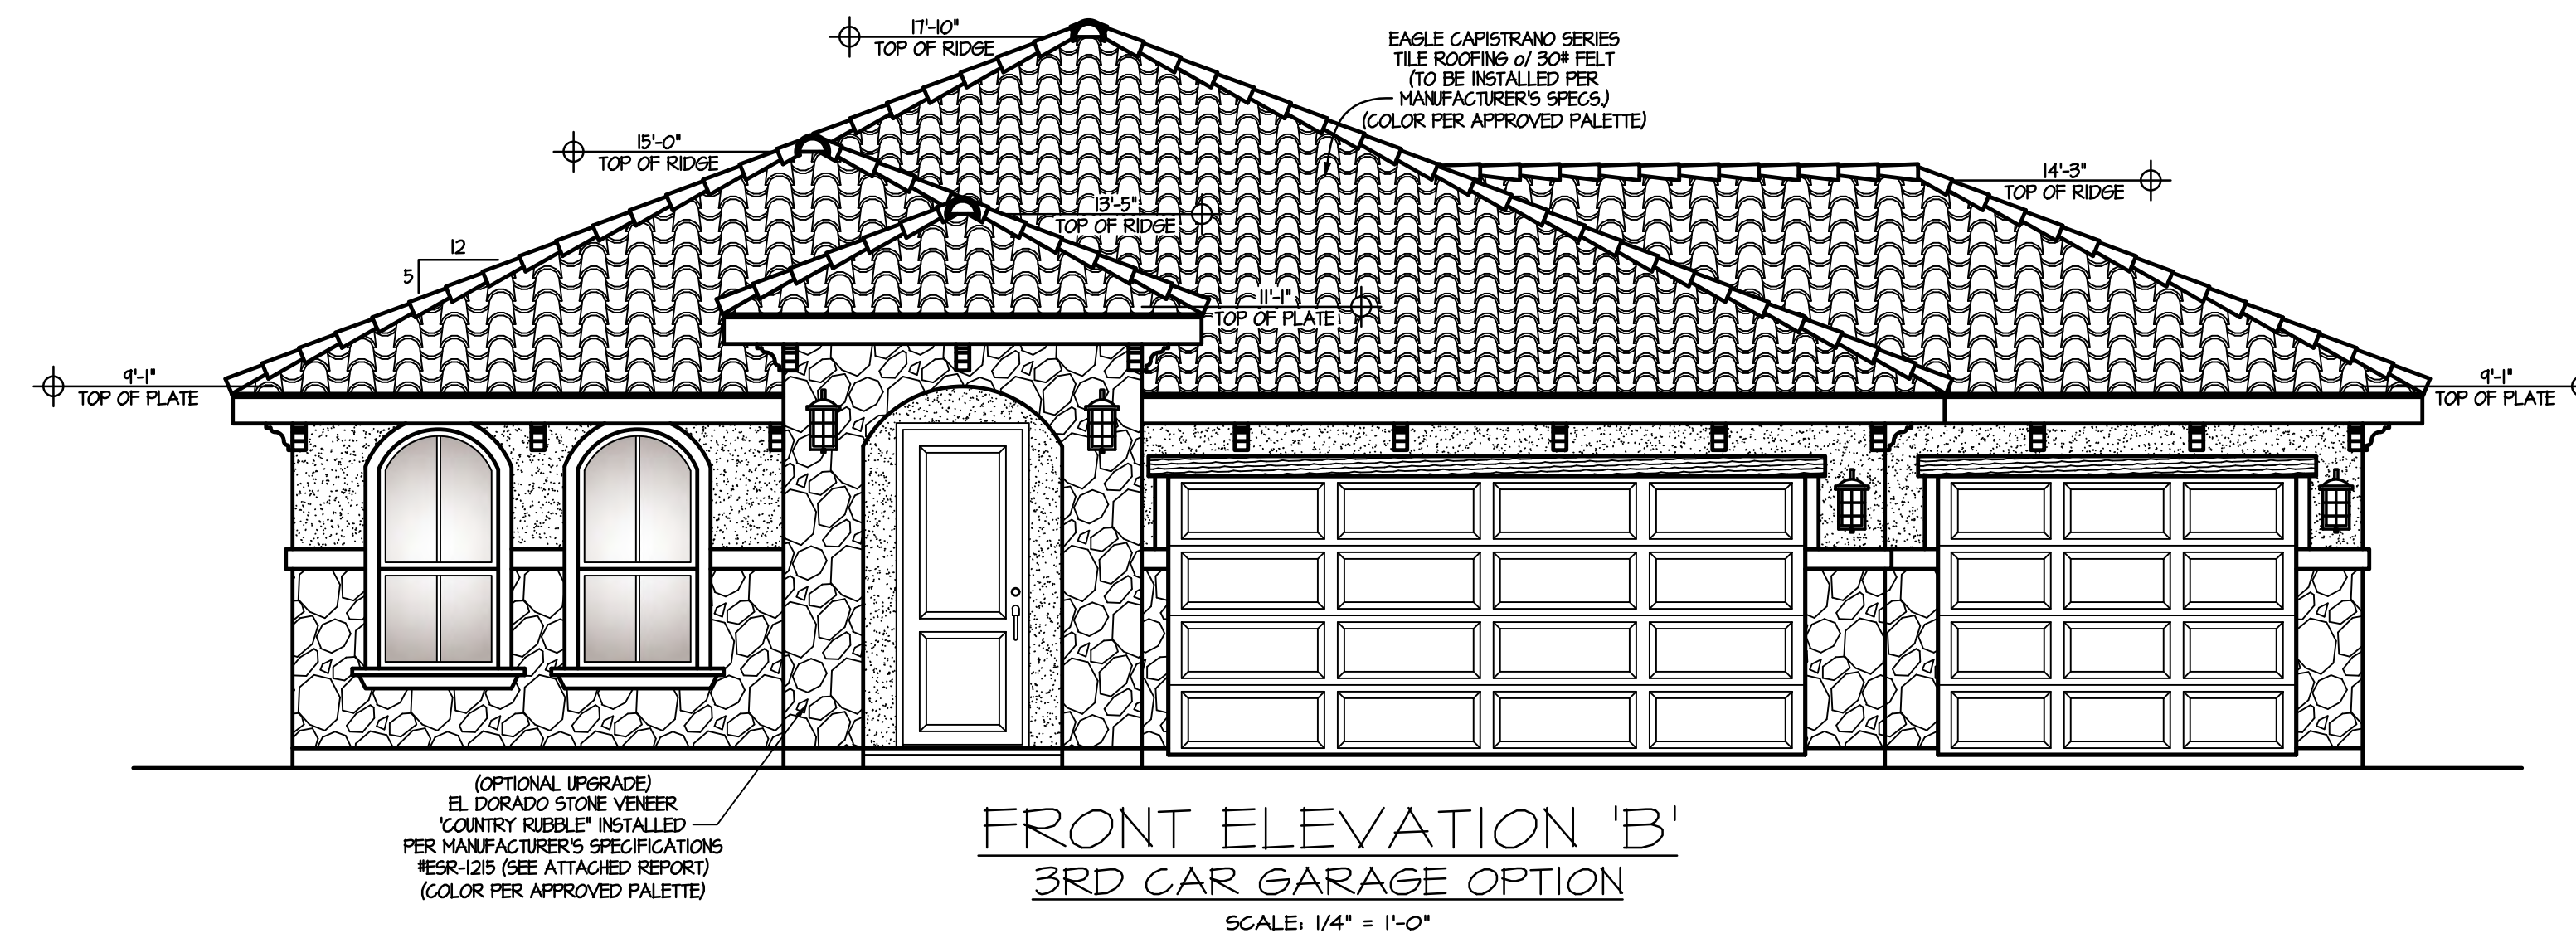 17'-10"
TOP OF RIDGE
EAGLE CAPISTRANO SERIES
TILE ROOFING o/ 30# FELT
(TO BE INSTALLED PER
MANUFACTURER'S SPECS.)
(COLOR PER APPROVED PALETTE)
15'-0"
TOP OF RIDGE
14'-3"
TOP OF RIDGE
13'-5"
TOP OF RIDGE
12
5
11'-1"
TOP OF PLATE
9'-1"
TOP OF PLATE
9'-1"
TOP OF PLATE
(OPTIONAL UPGRADE)
EL DORADO STONE VENEER
'COUNTRY RUBBLE" INSTALLED
PER MANUFACTURER'S SPECIFICATIONS
#ESR-1215 (SEE ATTACHED REPORT)
(COLOR PER APPROVED PALETTE)
FRONT ELEVATION 'B'
3RD CAR GARAGE OPTION
SCALE: 1/4" = 1'-0"